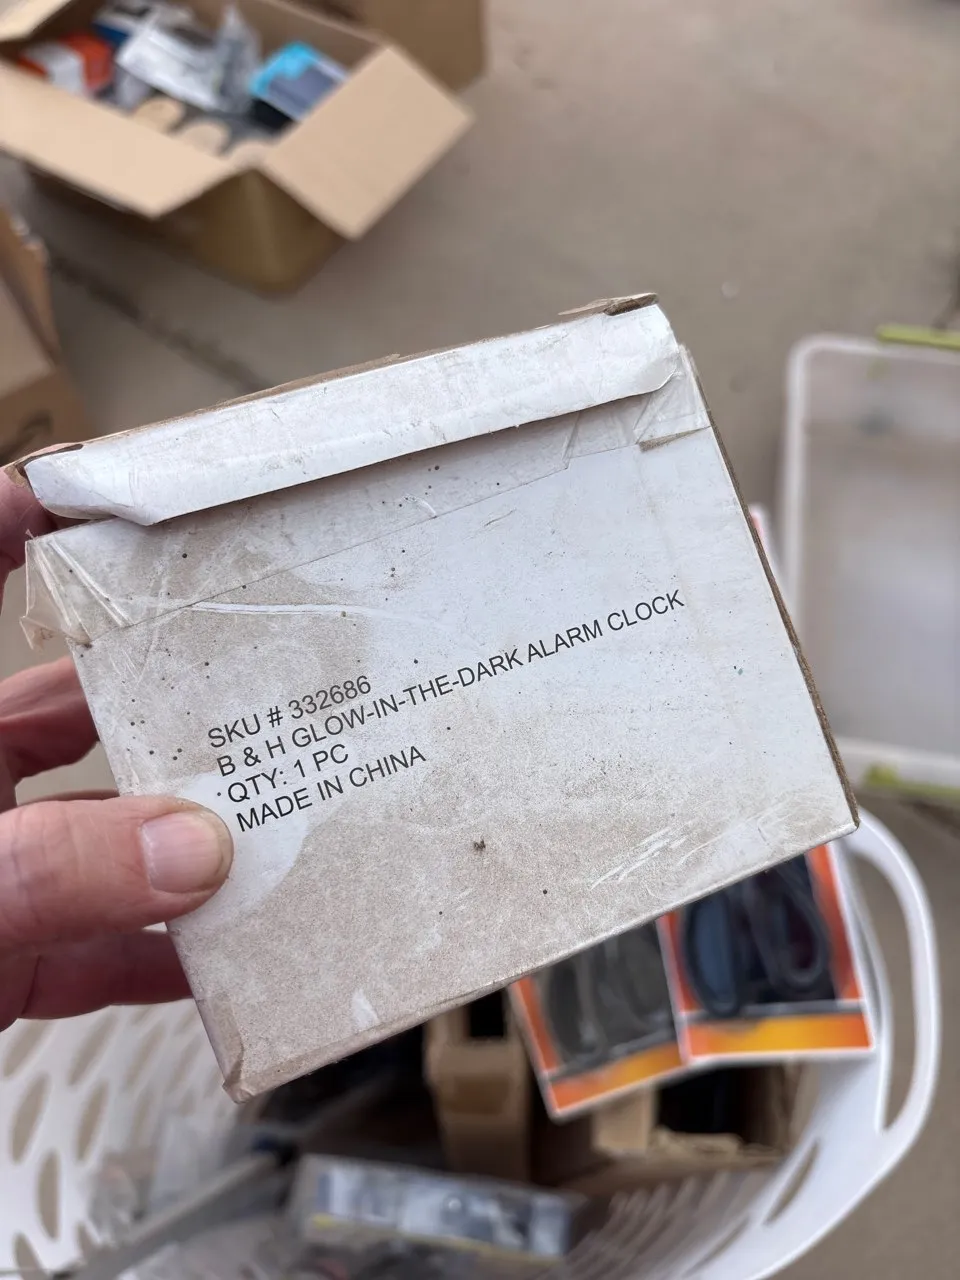 SKU # 332686
B & H GLOW-IN-THE-DARK ALARM CLOCK
QTY: 1 PC
MADE IN CHINA